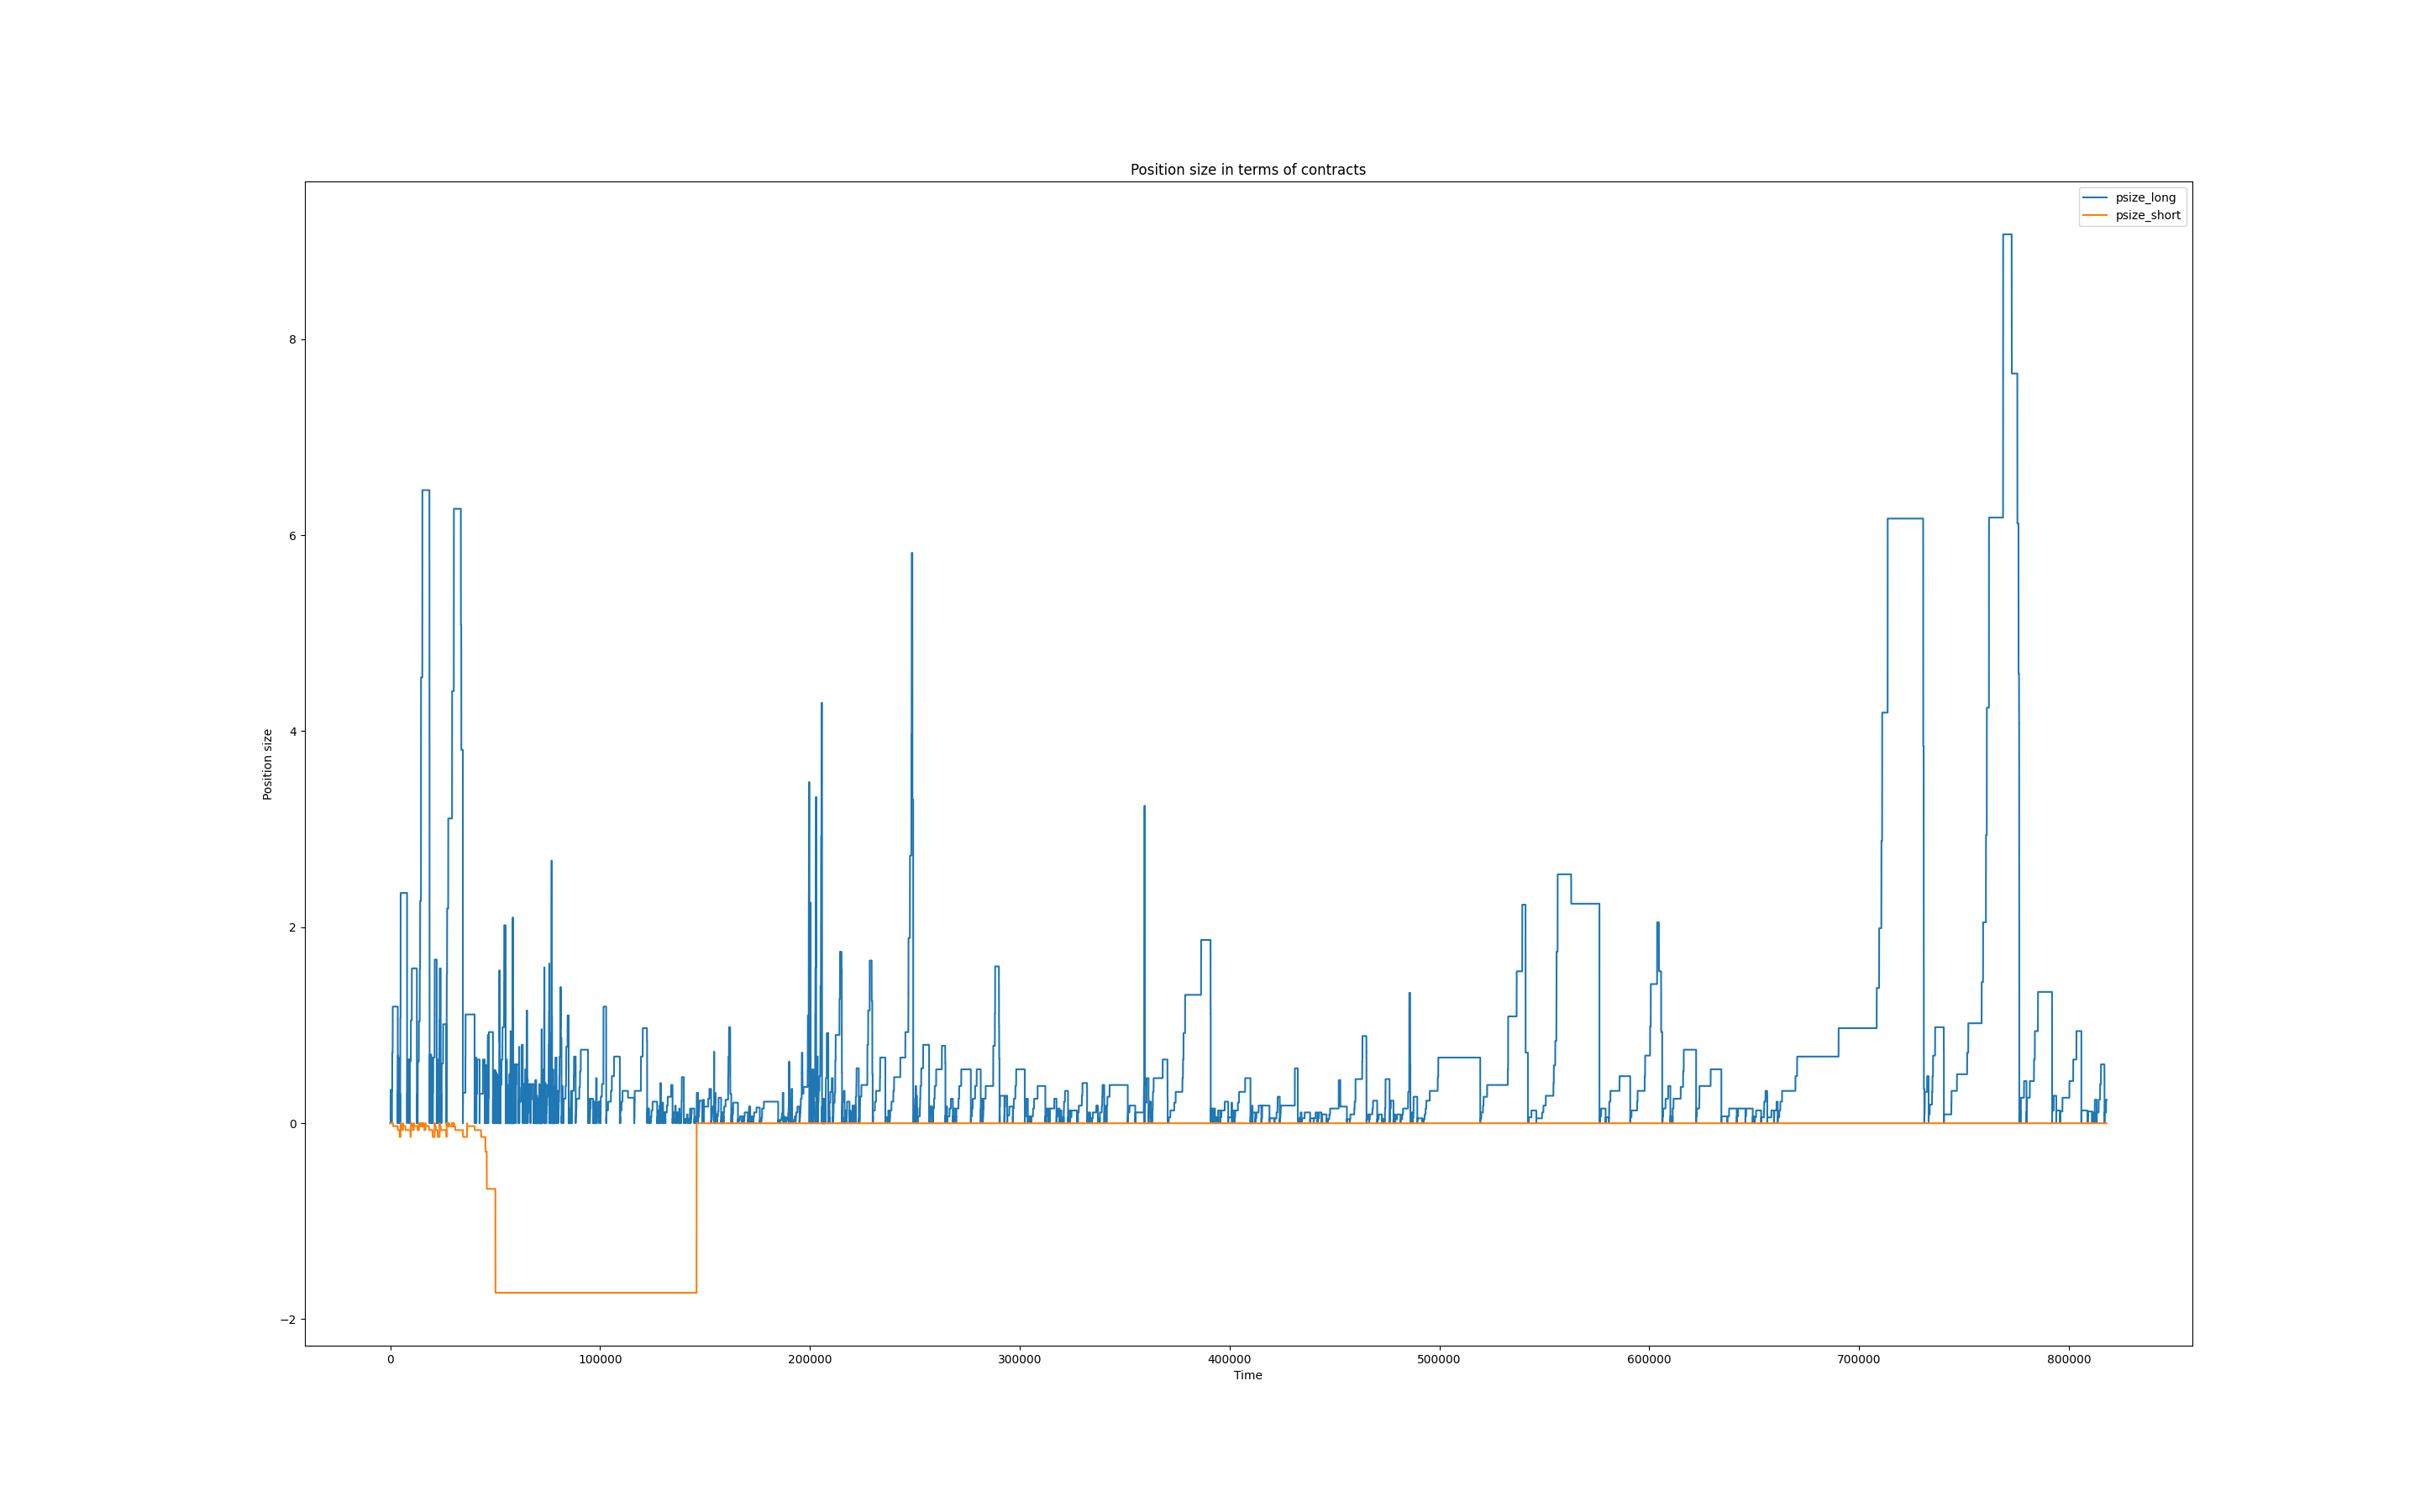 Position size in terms of contracts
psize_long
psize_short
Position size
8
6
4
2
0
−2
0 100000 200000 300000 400000 500000 600000 700000 800000
Time